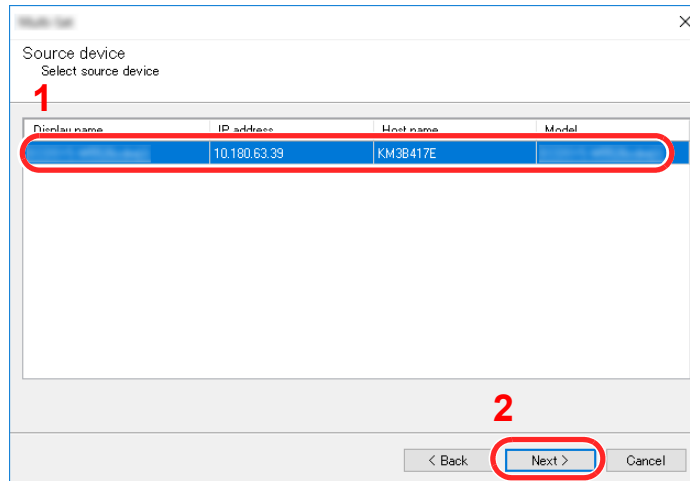 Source device
Select source device
1
Display name IP address Host name Model
10.180.63.39 KM3B417E
2
< Back Next > Cancel